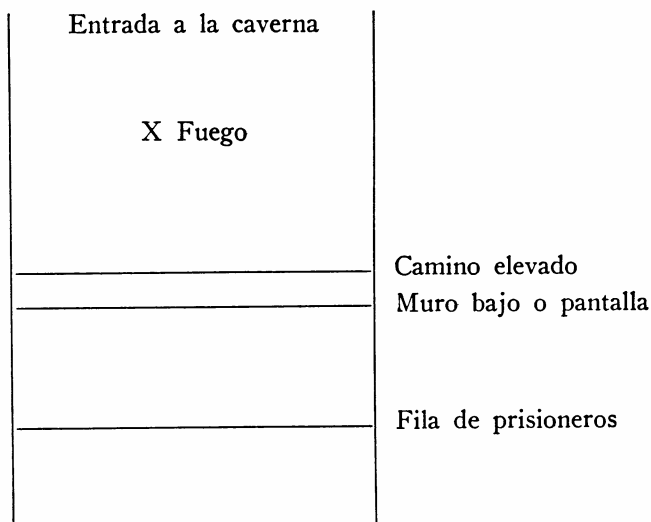 Entrada a la caverna
X Fuego
Camino elevado
Muro bajo o pantalla
Fila de prisioneros